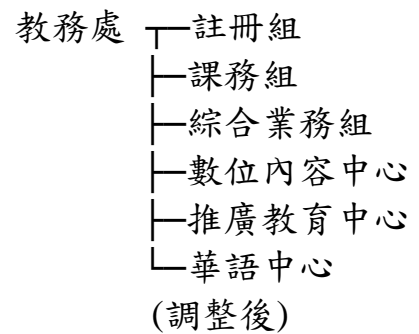 教務處 註冊組
課務組
綜合業務組
數位內容中心
推廣教育中心
華語中心
(調整後)